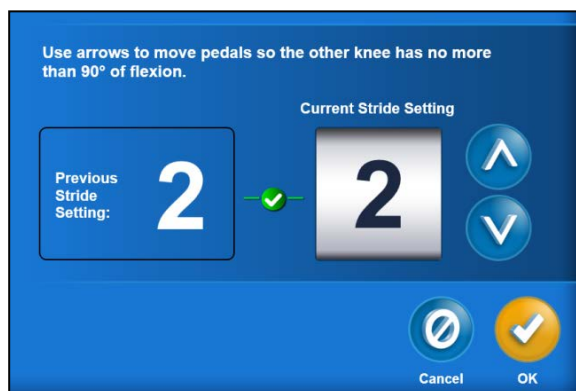 Use arrows to move pedals so the other knee has no more
than 90° of flexion.
Current Stride Setting
Previous
Stride
Setting:
2
2
Cancel
OK